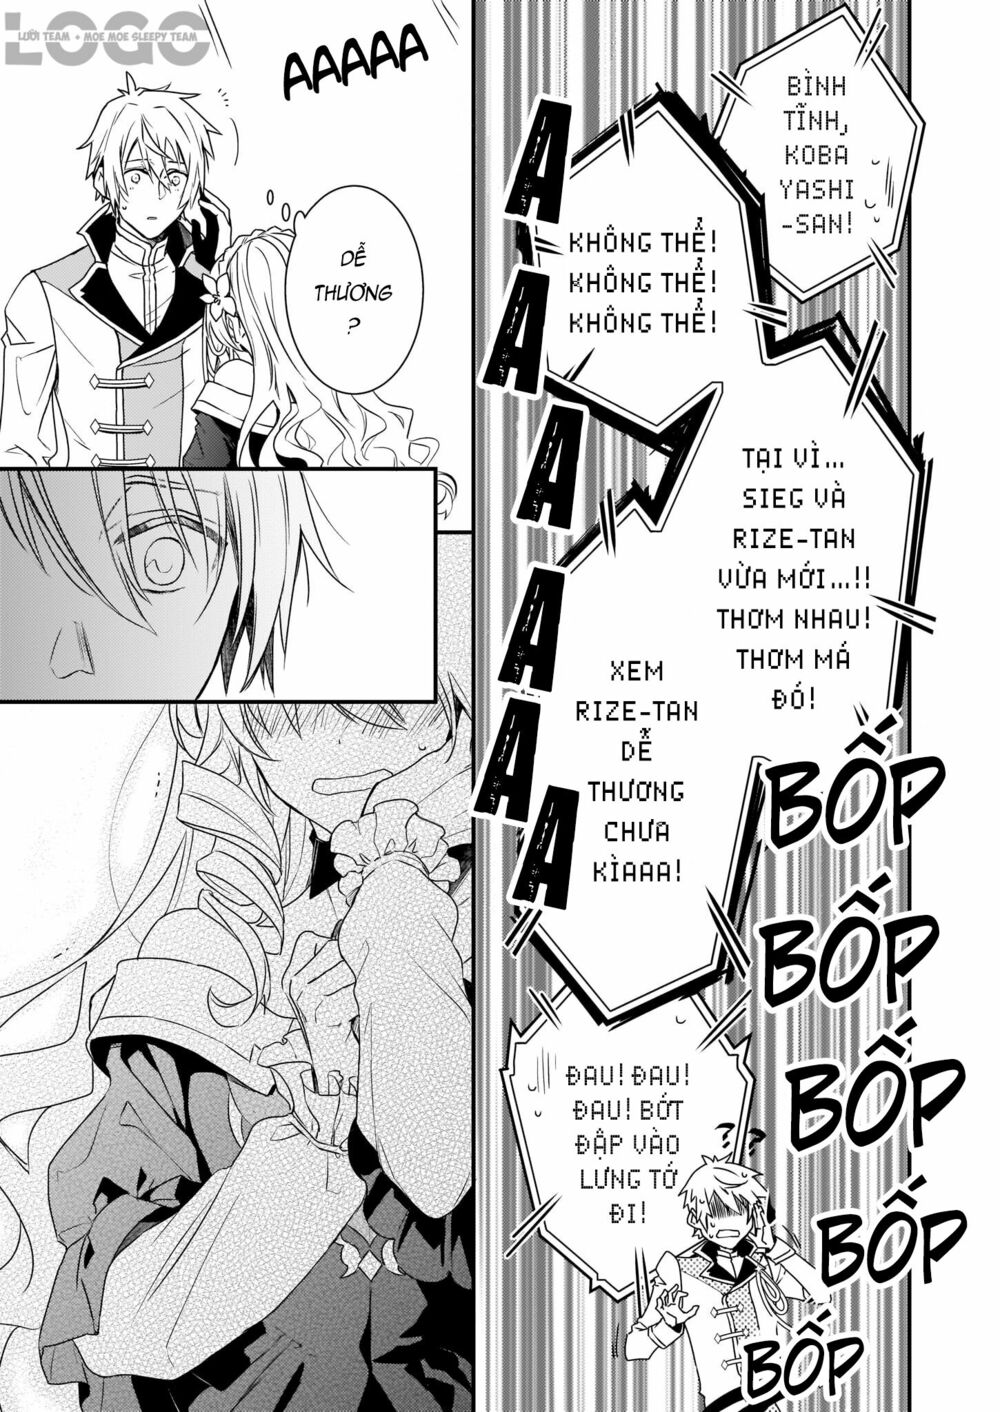 LOGO
LƯỜI TEAM + MOE MOE SLEEPY TEAM
BÌNH
TĨNH,
KOBA
YASHI
-SAN!
KHÔNG THỂ!
KHÔNG THỂ!
KHÔNG THỂ!
A
A
A
A
A
A
TẠI VÌ...
SIEG VÀ
RIZE-TAN
VỪA MỚI...!!
THƠM NHAU!
THƠM MÁ
ĐÓ!
XEM
RIZE-TAN
DỄ
THƯƠNG
CHƯA
KÌAAA!
BỐP
BỐP
BỐP
BỐP
BỐP
ĐAU! ĐAU!
ĐAU! BỚT
ĐẬP VÀO
LƯNG TỚ
ĐI!
??
AAAAA
DỄ
THƯƠNG
?